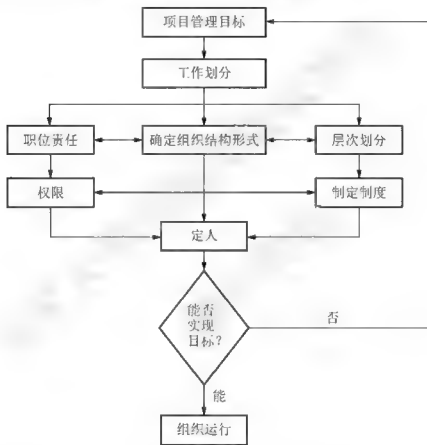 项目管理目标
工作划分
职位责任
确定组织结构形式
层次划分
权限
制定制度
定人
能否
实现
目标?
否
能
组织运行